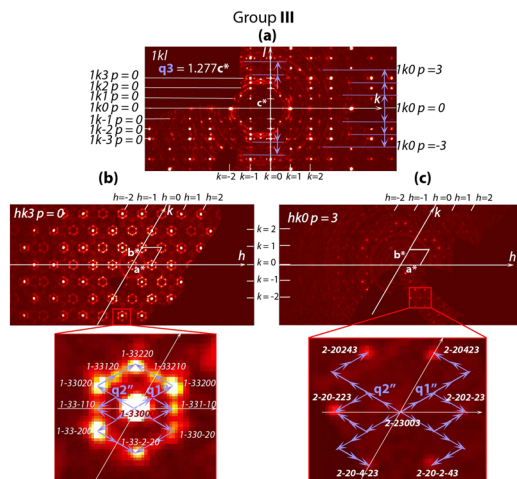 Group III
(a)
1kl
l
q3 = 1.277c*
1k3 p= 0
1k2 p= 0
1k1 p= 0
1k0 p= 0
1k-1 p= 0
1k-2 p= 0
1k-3 p= 0
c*
k
1k0 p= 3
1k0 p= 0
1k0 p= -3
k=-2 k=-1 k=0 k=1 k=2
(b)
h=-2 h=-1 h=0 h=1 h=2
hk3 p= 0
k
b*
a*
h
k= 2
k= 1
k= 0
k= -1
k= -2
(c)
h=-2 h=-1 h=0 h=1 h=2
hk0 p= 3
k
b*
a*
h
1-33220
1-33120 1-33210
1-33020 1-33200
q2" q1"
1-33-110 1-331-10
1-3300
1-33-200 1-330-20
1-33-2-20
2-20243 2-20423
q2" q1"
2-20-223 2-202-23
2-23003
2-20-4-23 2-20-2-43